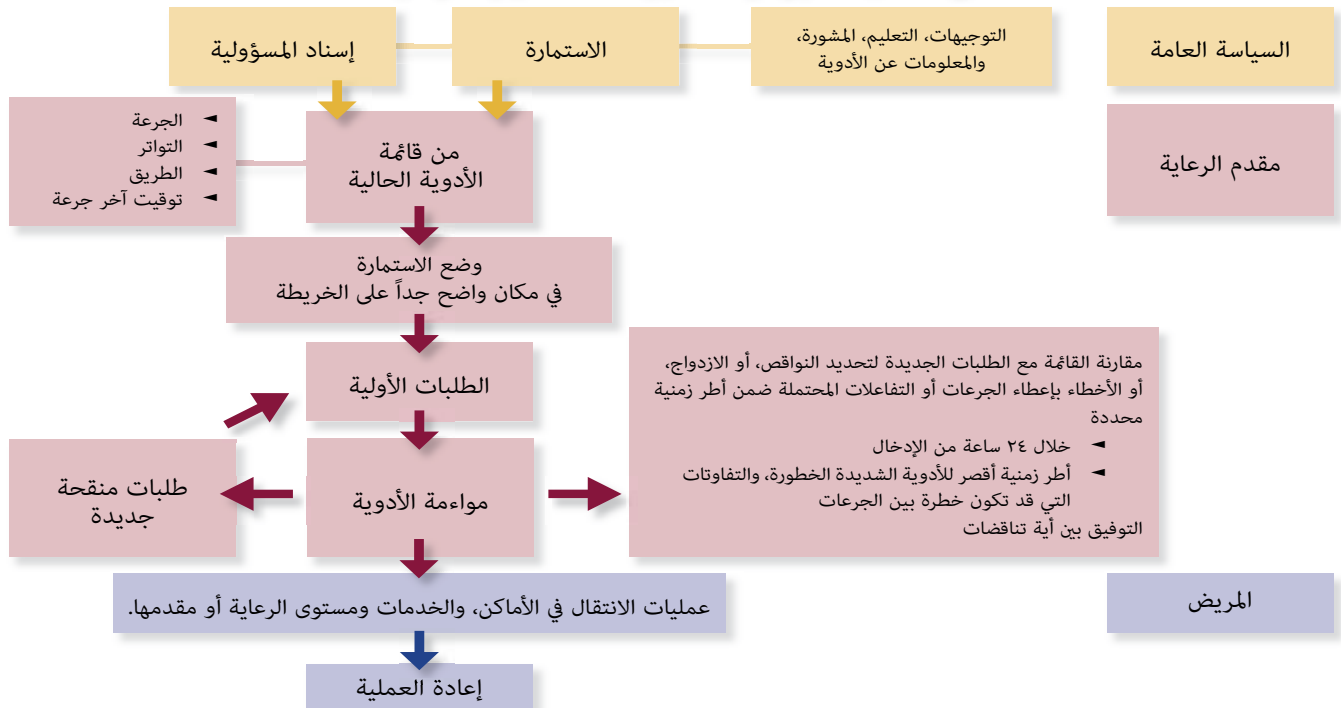 السياسة العامة
التوجيهات، التعليم، المشورة،
والمعلومات عن الأدوية
الاستمارة
إسناد المسؤولية
مقدم الرعاية
من قائمة
الأدوية الحالية
◄ الجرعة
◄ التواتر
◄ الطريق
◄ توقيت آخر جرعة
وضع الاستمارة
في مكان واضح جداً على الخريطة
الطلبات الأولية
مقارنة القائمة مع الطلبات الجديدة لتحديد النواقص، أو الازدواج،
أو الأخطاء بإعطاء الجرعات أو التفاعلات المحتملة ضمن أطر زمنية
محددة
◄ خلال ٢٤ ساعة من الإدخال
◄ أطر زمنية أقصر للأدوية الشديدة الخطورة، والتفاوتات
التي قد تكون خطرة بين الجرعات
التوفيق بين أية تناقضات
مواءمة الأدوية
طلبات منقحة
جديدة
المريض
عمليات الانتقال في الأماكن، والخدمات ومستوى الرعاية أو مقدمها.
إعادة العملية